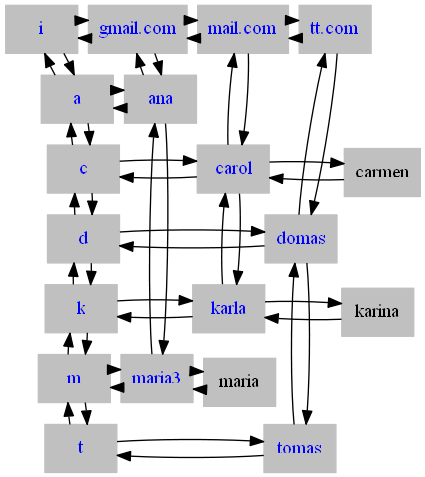 i gmail.com mail.com tt.com
a ana
c carol carmen
d domas
k karla karina
m maria3 maria
t tomas